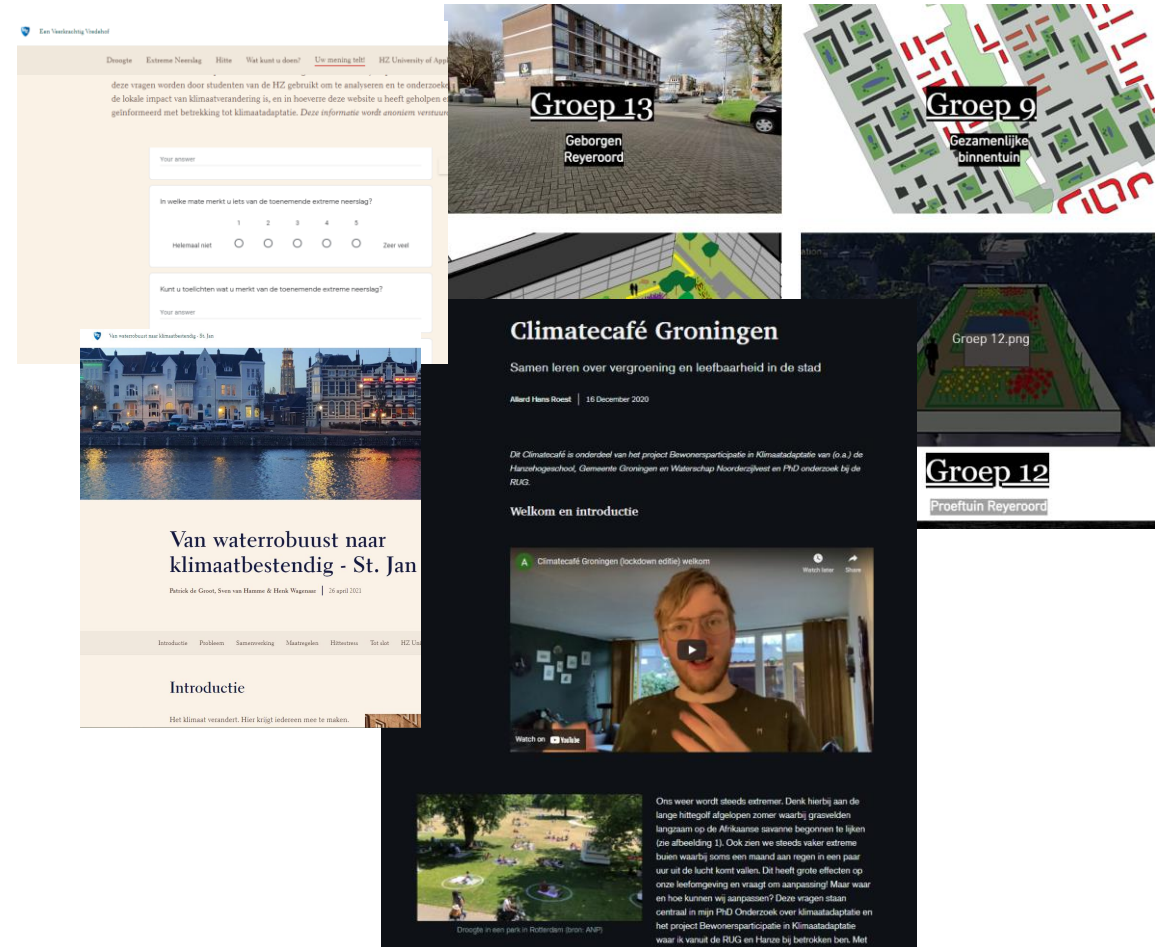 Een Veerkrachtig Vredehof
Droogte Extreme Neerslag Hitte Wat kunt u doen? Uw mening telt! HZ University of Appl
deze vragen worden door studenten van de HZ gebruikt om te analyseren en te onderzoeke
de lokale impact van klimaatverandering is, en in hoeverre deze website u heeft geholpen e
geïnformeerd met betrekking tot klimaatadaptatie. Deze informatie wordt anoniem verstuur
Your answer
In welke mate merkt u iets van de toenemende extreme neerslag?
1 2 3 4 5
Helemaal niet Zeer veel
Kunt u toelichten wat u merkt van de toenemende extreme neerslag?
Your answer
Groep 13
Geborgen
Reyeroord
Groep 9
Gezamenlijke
binnentuin
Groep 12.png
Groep 12
Proeftuin Reyeroord
Van waterrobuust naar klimaatbestendig - St. Jan
Van waterrobuust naar
klimaatbestendig - St. Jan
Patrick de Groot, Sven van Hamme & Henk Wagenaar | 26 april 2021
Introductie Probleem Samenwerking Maatregelen Hittestress Tot slot HZ Uni
Introductie
Het klimaat verandert. Hier krijgt iedereen mee te maken.
Climatecafé Groningen
Samen leren over vergroening en leefbaarheid in de stad
Allard Hans Roest | 16 December 2020
Dit Climatecafé is onderdeel van het project Bewonersparticipatie in Klimaatadaptatie van (o.a.) de
Hanzehogeschool, Gemeente Groningen en Waterschap Noorderzijlvest en PhD onderzoek bij de
RUG.
Welkom en introductie
A Climatecafé Groningen (lockdown editie) welkom
Watch later Share
Watch on YouTube
Ons weer wordt steeds extremer. Denk hierbij aan de
lange hittegolf afgelopen zomer waarbij grasvelden
langzaam op de Afrikaanse savanne begonnen te lijken
(zie afbeelding 1). Ook zien we steeds vaker extreme
buien waarbij soms een maand aan regen in een paar
uur uit de lucht komt vallen. Dit heeft grote effecten op
onze leefomgeving en vraagt om aanpassing! Maar waar
en hoe kunnen wij aanpassen? Deze vragen staan
centraal in mijn PhD Onderzoek over klimaatadaptatie en
het project Bewonersparticipatie in Klimaatadaptatie
waar ik vanuit de RUG en Hanze bij betrokken ben. Met
Droogte in een park in Rotterdam (bron: ANP)